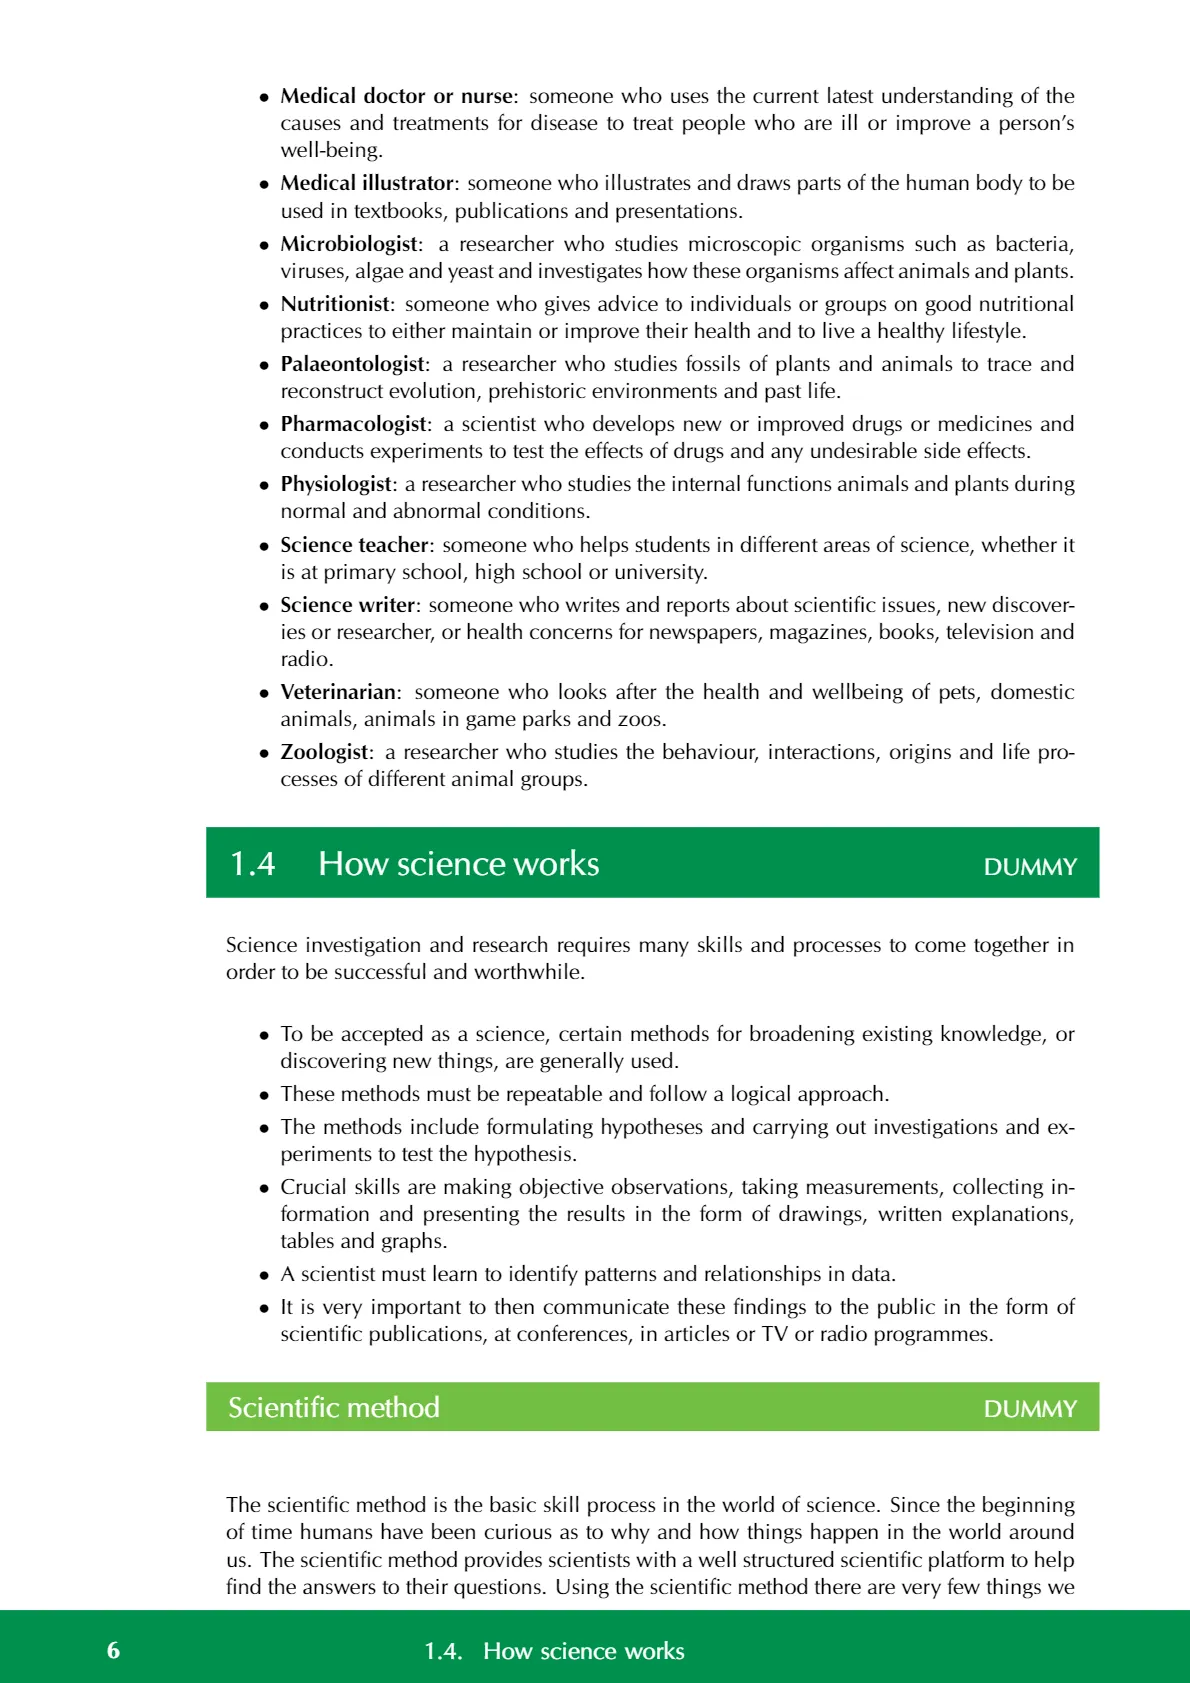 • Medical doctor or nurse: someone who uses the current latest understanding of the
causes and treatments for disease to treat people who are ill or improve a person's
well-being.
• Medical illustrator: someone who illustrates and draws parts of the human body to be
used in textbooks, publications and presentations.
• Microbiologist: a researcher who studies microscopic organisms such as bacteria,
viruses, algae and yeast and investigates how these organisms affect animals and plants.
• Nutritionist: someone who gives advice to individuals or groups on good nutritional
practices to either maintain or improve their health and to live a healthy lifestyle.
• Palaeontologist: a researcher who studies fossils of plants and animals to trace and
reconstruct evolution, prehistoric environments and past life.
• Pharmacologist: a scientist who develops new or improved drugs or medicines and
conducts experiments to test the effects of drugs and any undesirable side effects.
• Physiologist: a researcher who studies the internal functions animals and plants during
normal and abnormal conditions.
• Science teacher: someone who helps students in different areas of science, whether it
is at primary school, high school or university.
• Science writer: someone who writes and reports about scientific issues, new discover-
ies or researcher, or health concerns for newspapers, magazines, books, television and
radio.
• Veterinarian: someone who looks after the health and wellbeing of pets, domestic
animals, animals in game parks and zoos.
• Zoologist: a researcher who studies the behaviour, interactions, origins and life pro-
cesses of different animal groups.
1.4 How science works DUMMY
Science investigation and research requires many skills and processes to come together in
order to be successful and worthwhile.
• To be accepted as a science, certain methods for broadening existing knowledge, or
discovering new things, are generally used.
• These methods must be repeatable and follow a logical approach.
• The methods include formulating hypotheses and carrying out investigations and ex-
periments to test the hypothesis.
• Crucial skills are making objective observations, taking measurements, collecting in-
formation and presenting the results in the form of drawings, written explanations,
tables and graphs.
• A scientist must learn to identify patterns and relationships in data.
• It is very important to then communicate these findings to the public in the form of
scientific publications, at conferences, in articles or TV or radio programmes.
Scientific method DUMMY
The scientific method is the basic skill process in the world of science. Since the beginning
of time humans have been curious as to why and how things happen in the world around
us. The scientific method provides scientists with a well structured scientific platform to help
find the answers to their questions. Using the scientific method there are very few things we
6 1.4. How science works